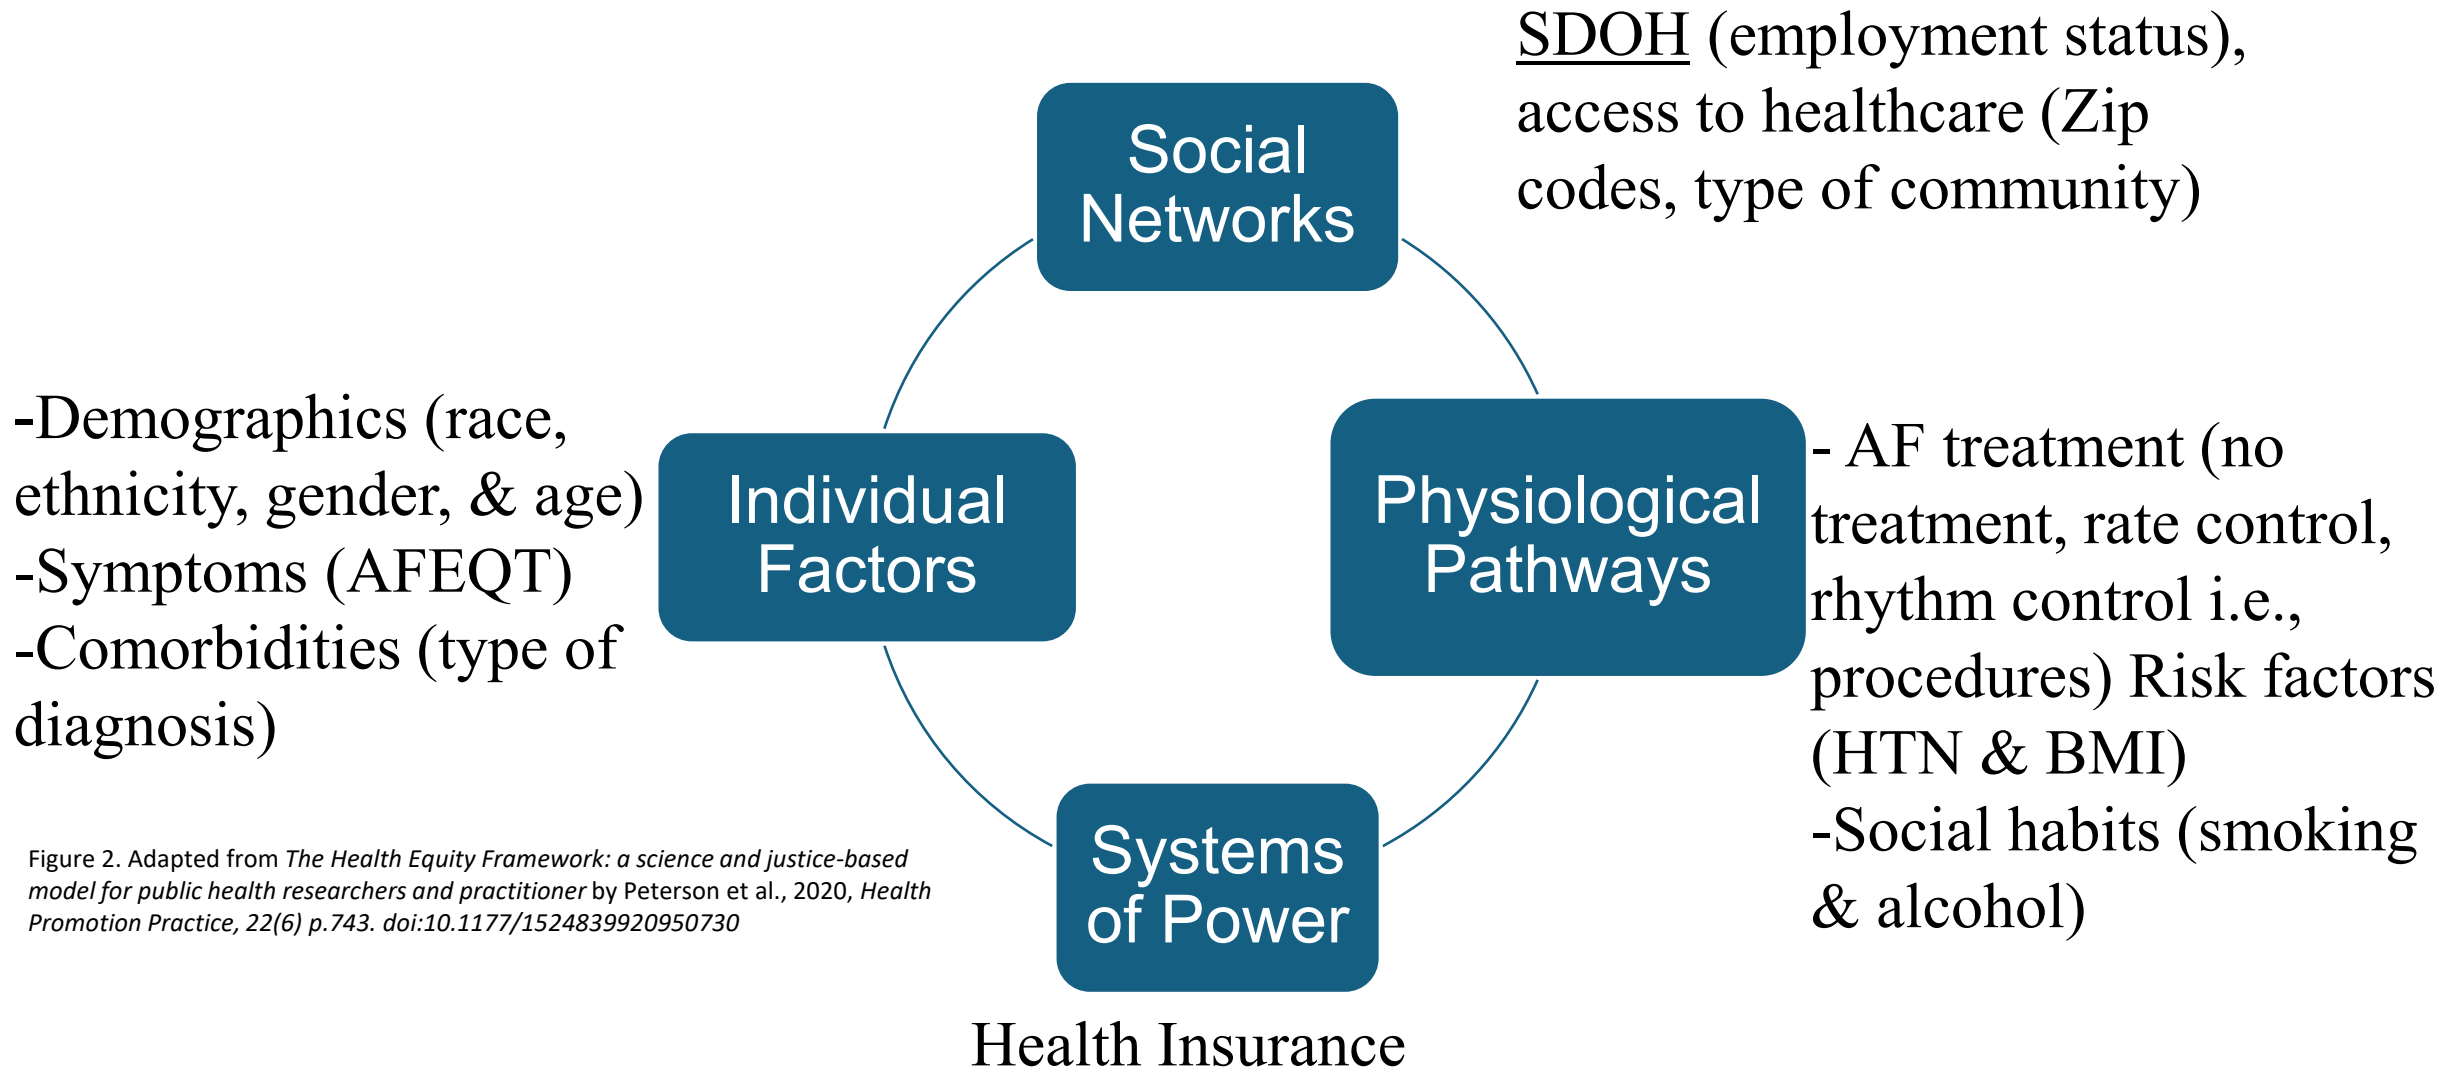 SDOH (employment status),
access to healthcare (Zip
codes, type of community)
Social
Networks
-Demographics (race,
ethnicity, gender, & age)
-Symptoms (AFEQT)
-Comorbidities (type of
diagnosis)
Individual
Factors
Physiological
Pathways
- AF treatment (no
treatment, rate control,
rhythm control i.e.,
procedures) Risk factors
(HTN & BMI)
-Social habits (smoking
& alcohol)
Systems
of Power
Health Insurance
Figure 2. Adapted from The Health Equity Framework: a science and justice-based
model for public health researchers and practitioner by Peterson et al., 2020, Health
Promotion Practice, 22(6) p.743. doi:10.1177/1524839920950730